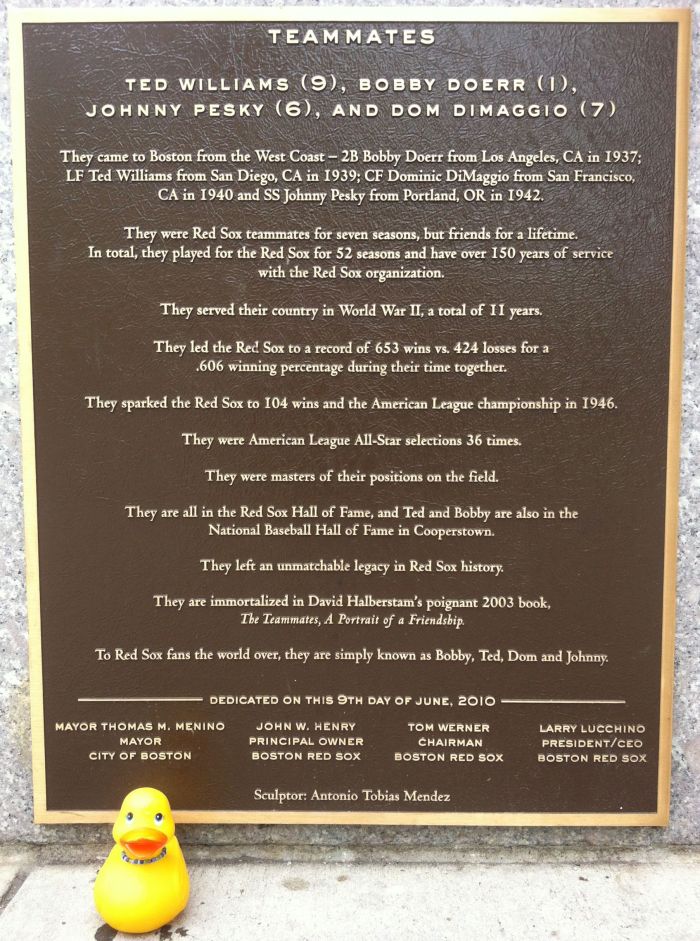 TEAMMATES
TED WILLIAMS (9), BOBBY DOERR (1),
JOHNNY PESKY (6), AND DOM DIMAGGIO (7)
They came to Boston from the West Coast – 2B Bobby Doerr from Los Angeles, CA in 1937;
LF Ted Williams from San Diego, CA in 1939; CF Dominic DiMaggio from San Francisco,
CA in 1940 and SS Johnny Pesky from Portland, OR in 1942.
They were Red Sox teammates for seven seasons, but friends for a lifetime.
In total, they played for the Red Sox for 52 seasons and have over 150 years of service
with the Red Sox organization.
They served their country in World War II, a total of 11 years.
They led the Red Sox to a record of 653 wins vs. 424 losses for a
.606 winning percentage during their time together.
They sparked the Red Sox to 104 wins and the American League championship in 1946.
They were American League All-Star selections 36 times.
They were masters of their positions on the field.
They are all in the Red Sox Hall of Fame, and Ted and Bobby are also in the
National Baseball Hall of Fame in Cooperstown.
They left an unmatchable legacy in Red Sox history.
They are immortalized in David Halberstam's poignant 2003 book,
The Teammates, A Portrait of a Friendship.
To Red Sox fans the world over, they are simply known as Bobby, Ted, Dom and Johnny.
DEDICATED ON THIS 9TH DAY OF JUNE, 2010
MAYOR THOMAS M. MENINO
MAYOR
CITY OF BOSTON
JOHN W. HENRY
PRINCIPAL OWNER
BOSTON RED SOX
TOM WERNER
CHAIRMAN
BOSTON RED SOX
LARRY LUCCHINO
PRESIDENT/CEO
BOSTON RED SOX
Sculptor: Antonio Tobias Mendez